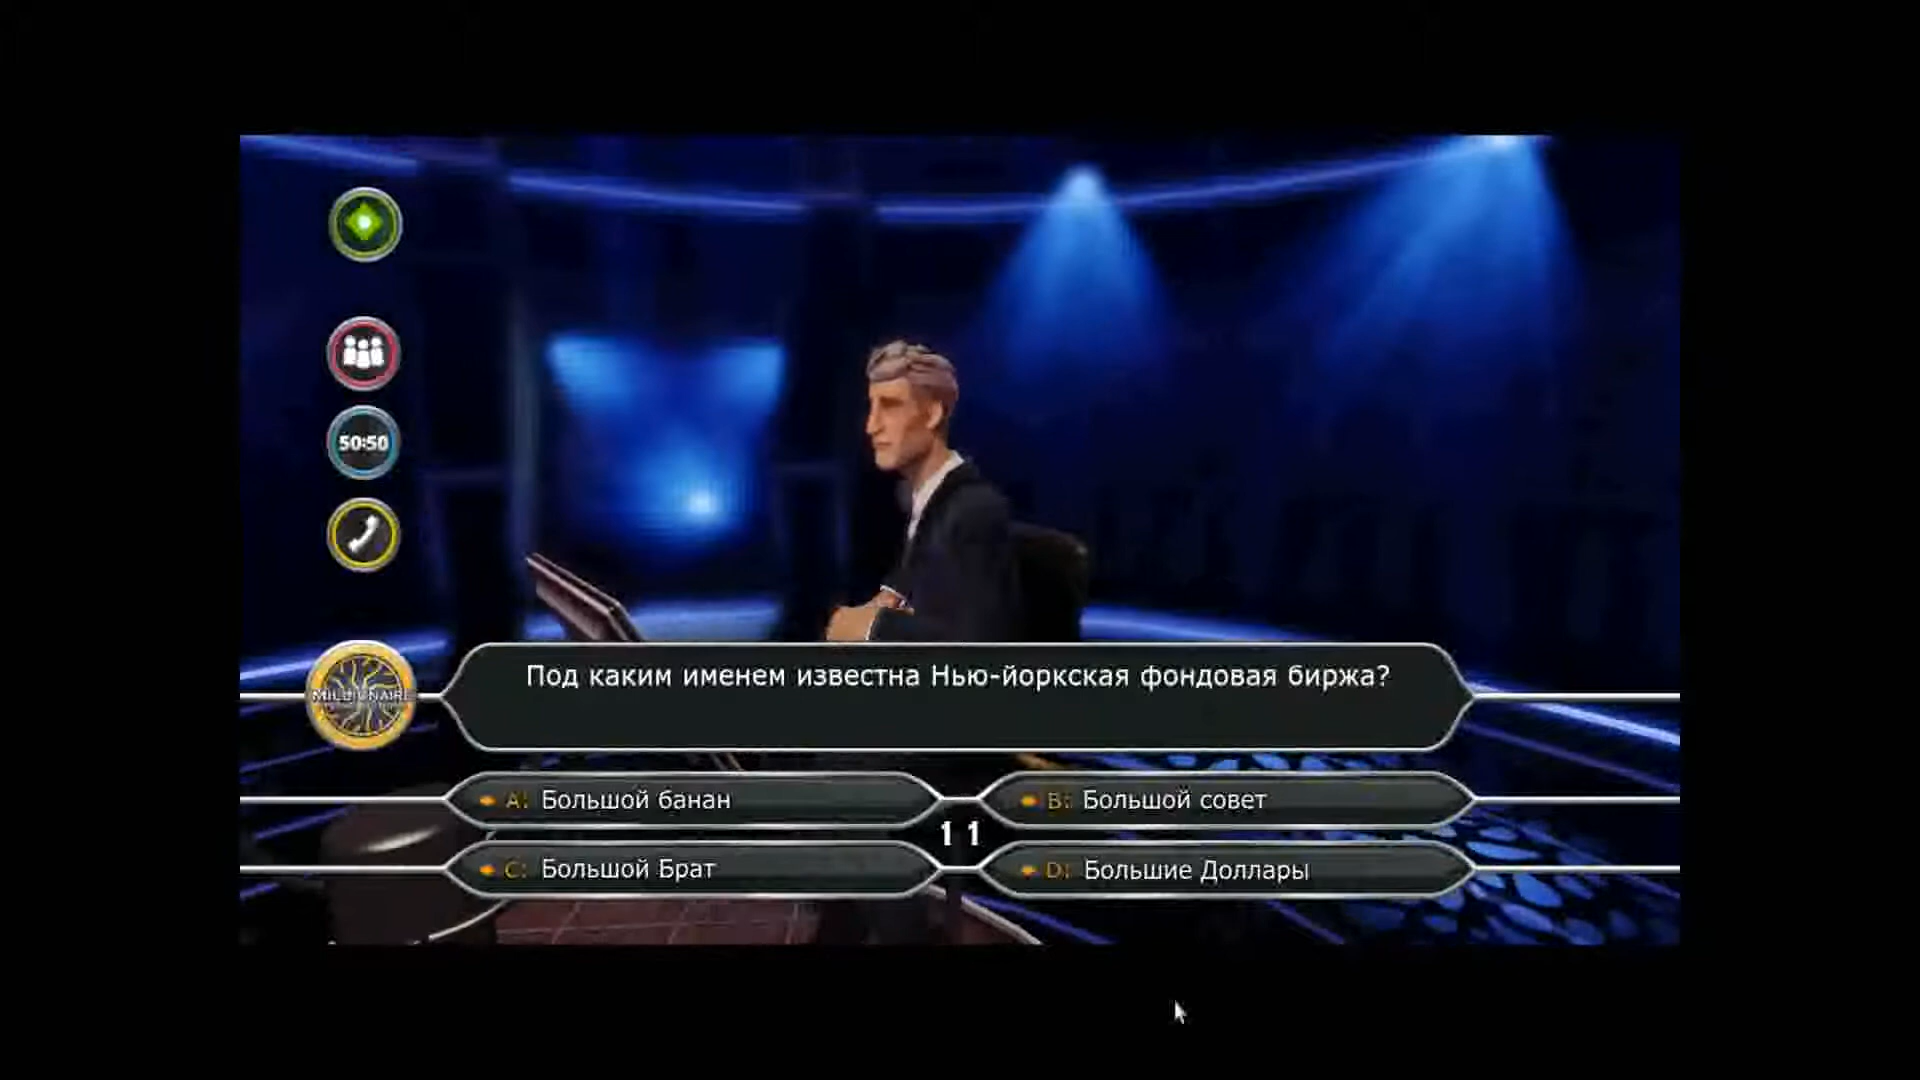 50:50
MILLIONAIRE
Под каким именем известна Нью-йоркская фондовая биржа?
A: Большой банан
B: Большой совет
11
C: Большой Брат
D: Большие Доллары